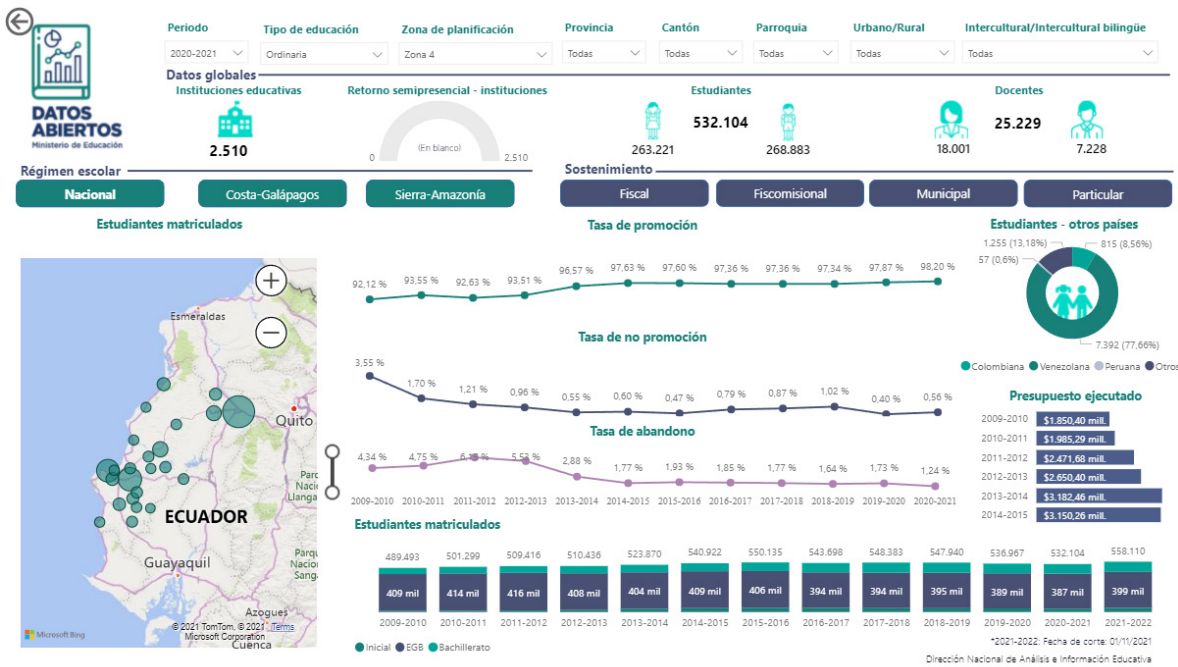 Periodo
Tipo de educación
Zona de planificación
Provincia
Cantón
Parroquia
Urbano/Rural
Intercultural/Intercultural bilingüe
2020-2021
Ordinaria
Zona 4
Todas
Todas
Todas
Todas
Todas
DATOS
ABIERTOS
Ministerio de Educación
Datos globales
Instituciones educativas
2.510
Retorno semipresencial - instituciones
(En blanco)
0
2.510
Estudiantes
532.104
263.221
268.883
Docentes
25.229
18.001
7.228
Régimen escolar
Nacional
Costa-Galápagos
Sierra-Amazonía
Sostenimiento
Fiscal
Fiscomisional
Municipal
Particular
Estudiantes matriculados
Esmeraldas
Quito
Parq
Nacio
Llanga
ECUADOR
Guayaquil
Parqu
Nacior
Sanga
Azogues
© 2021 TomTom, © 2021 Terms
Microsoft Corporation
Cuenca
Microsoft Bing
Tasa de promoción
92,12 %
93,55 %
92,63 %
93,51 %
96,57 %
97,63 %
97,60 %
97,36 %
97,36 %
97,34 %
97,87 %
98,20 %
Tasa de no promoción
3,55 %
1,70 %
1,21 %
0,96 %
0,55 %
0,60 %
0,47 %
0,79 %
0,87 %
1,02 %
0,40 %
0,56 %
Tasa de abandono
4,34 %
4,75 %
2,88 %
1,77 %
1,93 %
1,85 %
1,77 %
1,64 %
1,73 %
1,24 %
2009-2010
2010-2011
2011-2012
2012-2013
2013-2014
2014-2015
2015-2016
2016-2017
2017-2018
2018-2019
2019-2020
2020-2021
Estudiantes - otros países
1.255 (13,18%)
815 (8,56%)
57 (0,6%)
7.392 (77,66%)
Colombiana
Venezolana
Peruana
Otros
Presupuesto ejecutado
2009-2010 $1.850,40 mill.
2010-2011 $1.985,29 mill.
2011-2012 $2.471,68 mill.
2012-2013 $2.650,40 mill.
2013-2014 $3.182,46 mill.
2014-2015 $3.150,26 mill.
Estudiantes matriculados
489.493
501.299
509.416
510.436
523.870
540.922
550.135
543.698
548.383
547.940
536.967
532.104
558.110
409 mil
414 mil
416 mil
408 mil
404 mil
409 mil
406 mil
394 mil
394 mil
395 mil
389 mil
387 mil
399 mil
2009-2010
2010-2011
2011-2012
2012-2013
2013-2014
2014-2015
2015-2016
2016-2017
2017-2018
2018-2019
2019-2020
2020-2021
2021-2022
Inicial
EGB
Bachillerato
*2021-2022: Fecha de corte: 01/11/2021
Dirección Nacional de Análisis e Información Educativa